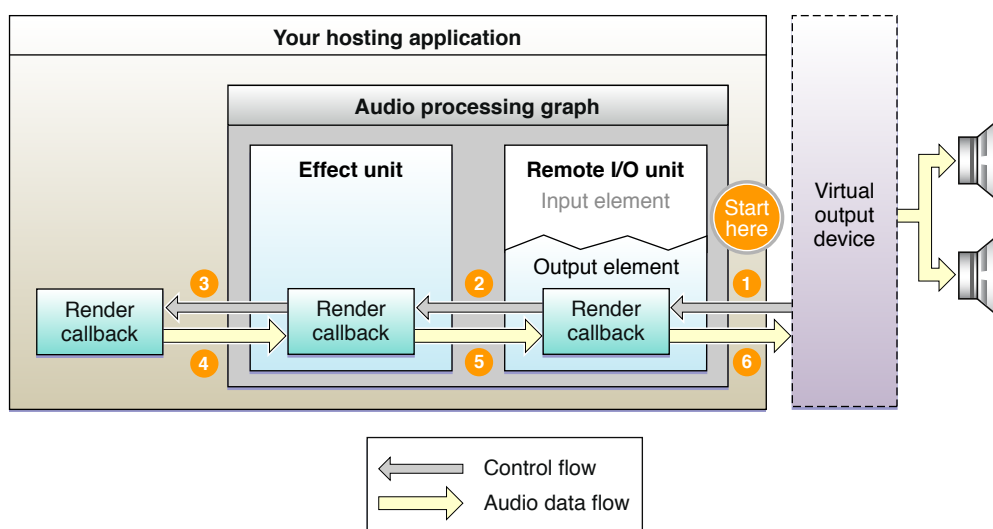 Your hosting application
Audio processing graph
Effect unit
Remote I/O unit
Input element
Start
here
Virtual
output
device
Output element
3
2
1
Render
callback
Render
callback
Render
callback
4
5
6
Control flow
Audio data flow